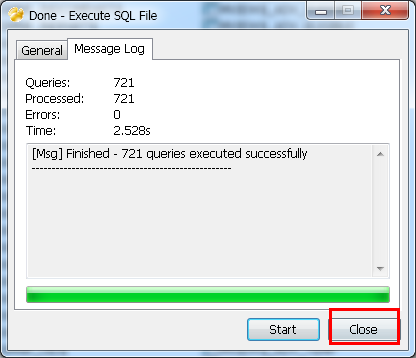 Done - Execute SQL File
General Message Log
Queries: 721
Processed: 721
Errors: 0
Time: 2.528s
[Msg] Finished - 721 queries executed successfully
--------------------------------------------------
Start Close